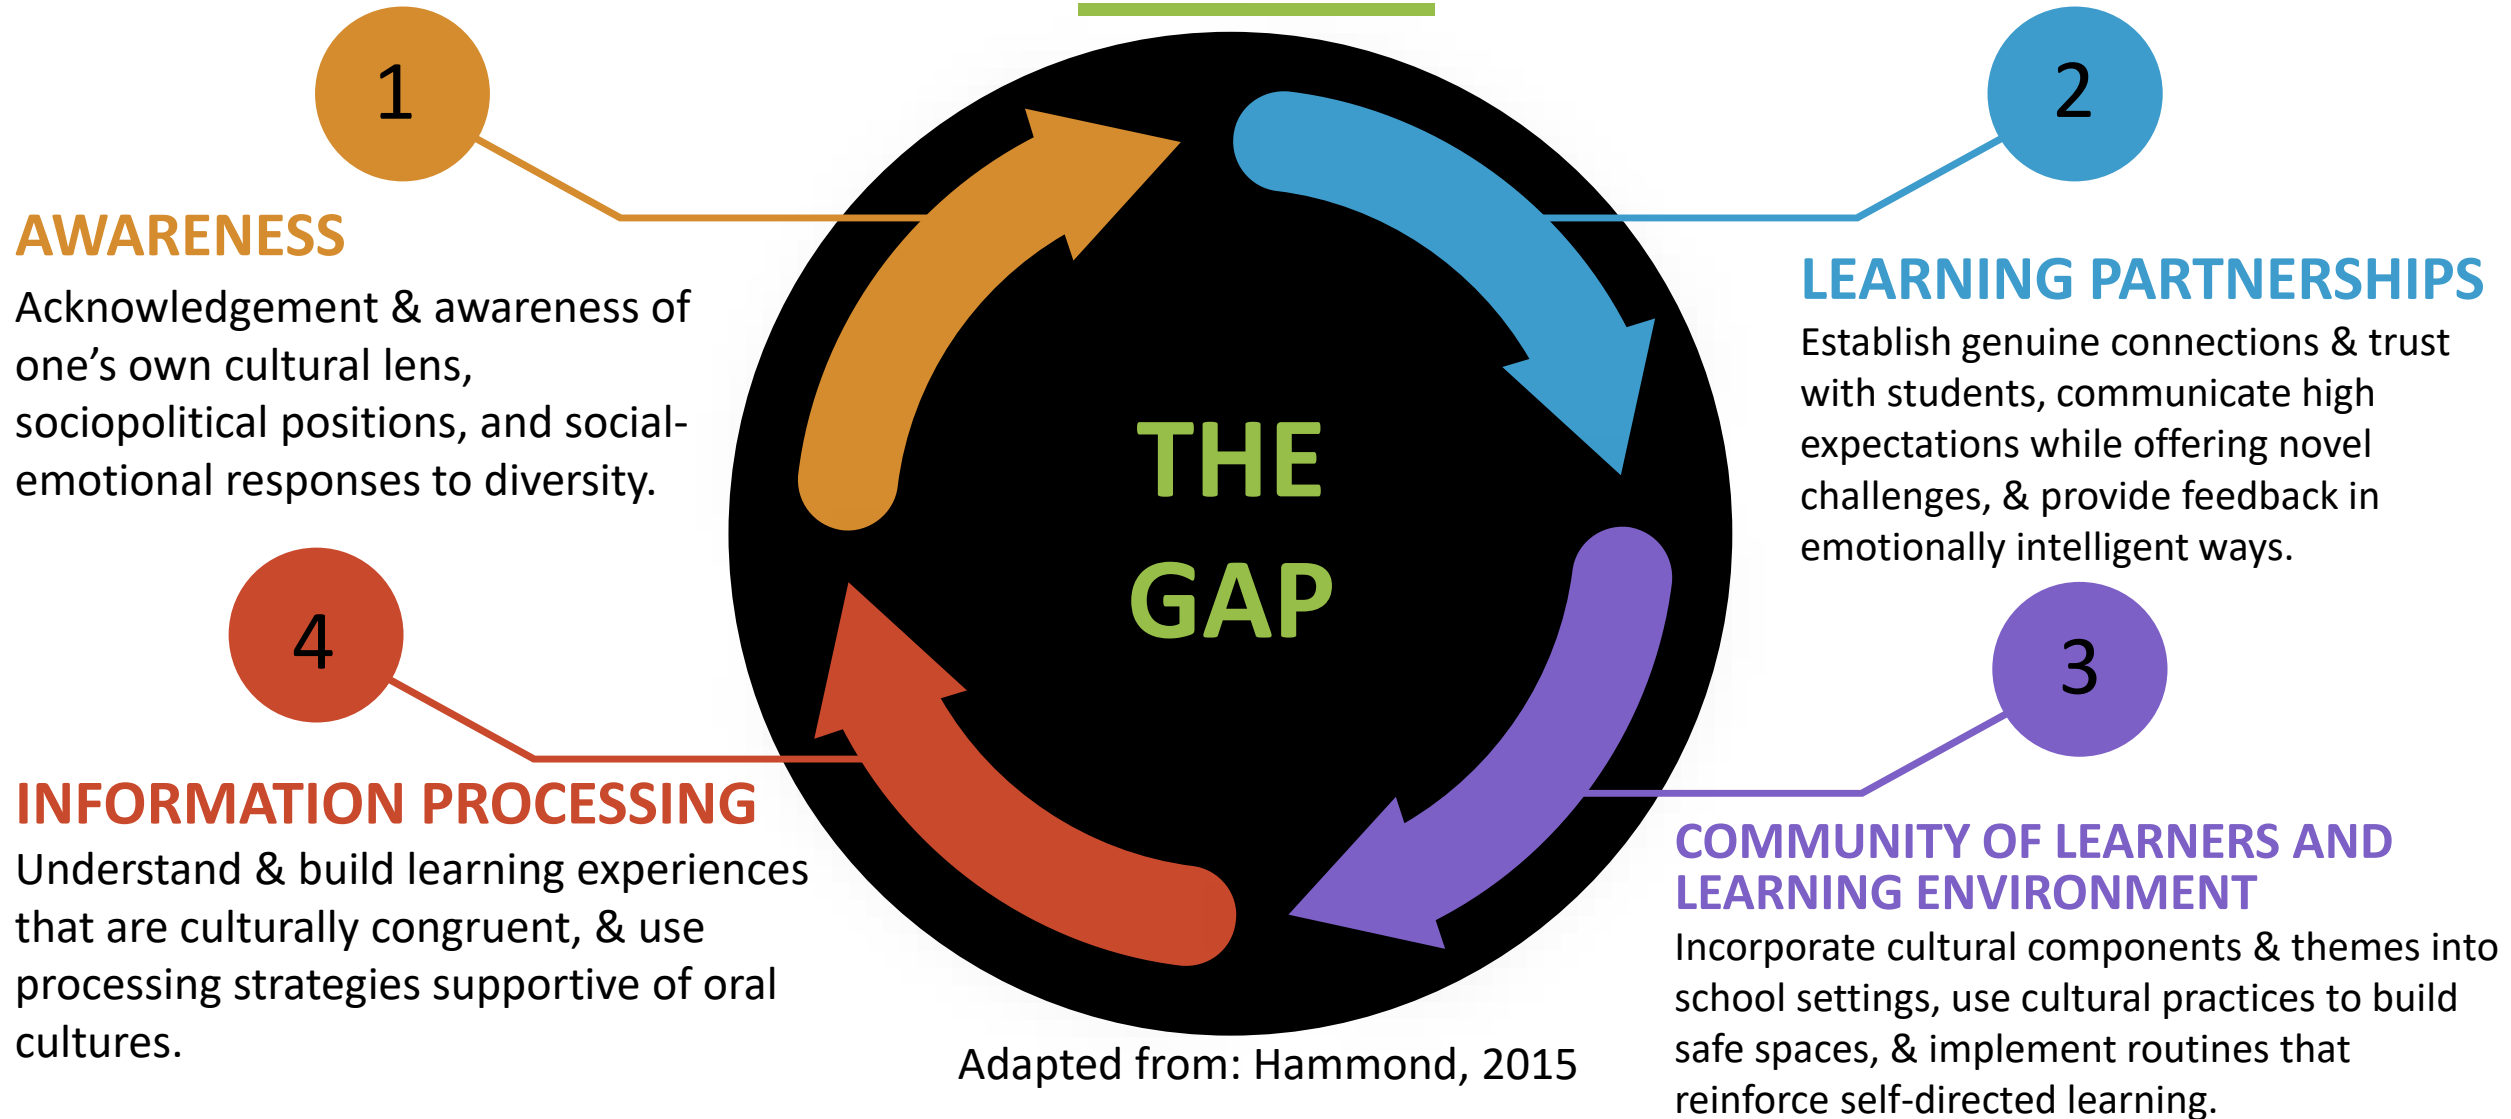 1
AWARENESS
Acknowledgement & awareness of
one’s own cultural lens,
sociopolitical positions, and social-
emotional responses to diversity.
2
LEARNING PARTNERSHIPS
Establish genuine connections & trust
with students, communicate high
expectations while offering novel
challenges, & provide feedback in
emotionally intelligent ways.
THE
GAP
3
COMMUNITY OF LEARNERS AND
LEARNING ENVIRONMENT
Incorporate cultural components & themes into
school settings, use cultural practices to build
safe spaces, & implement routines that
reinforce self-directed learning.
4
INFORMATION PROCESSING
Understand & build learning experiences
that are culturally congruent, & use
processing strategies supportive of oral
cultures.
Adapted from: Hammond, 2015